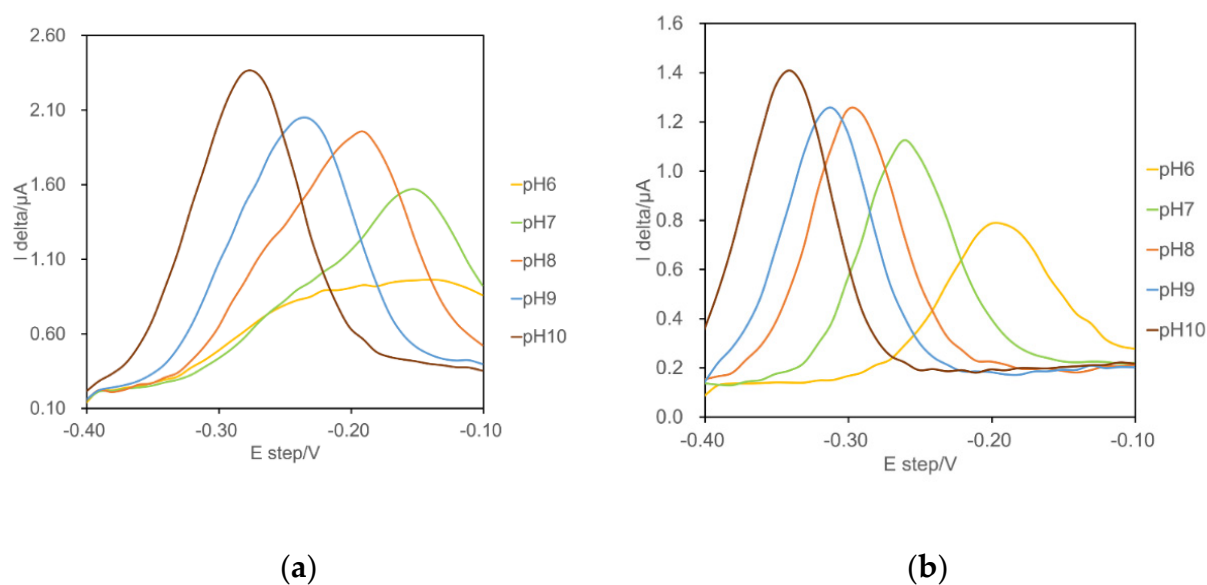 2.60
2.10
1.60
1.10
0.60
0.10
I delta/µA
-0.40
-0.30
-0.20
-0.10
E step/V
pH6
pH7
pH8
pH9
pH10
(a)
1.6
1.4
1.2
1.0
0.8
0.6
0.4
0.2
0.0
I delta/µA
-0.40
-0.30
-0.20
-0.10
E step/V
pH6
pH7
pH8
pH9
pH10
(b)